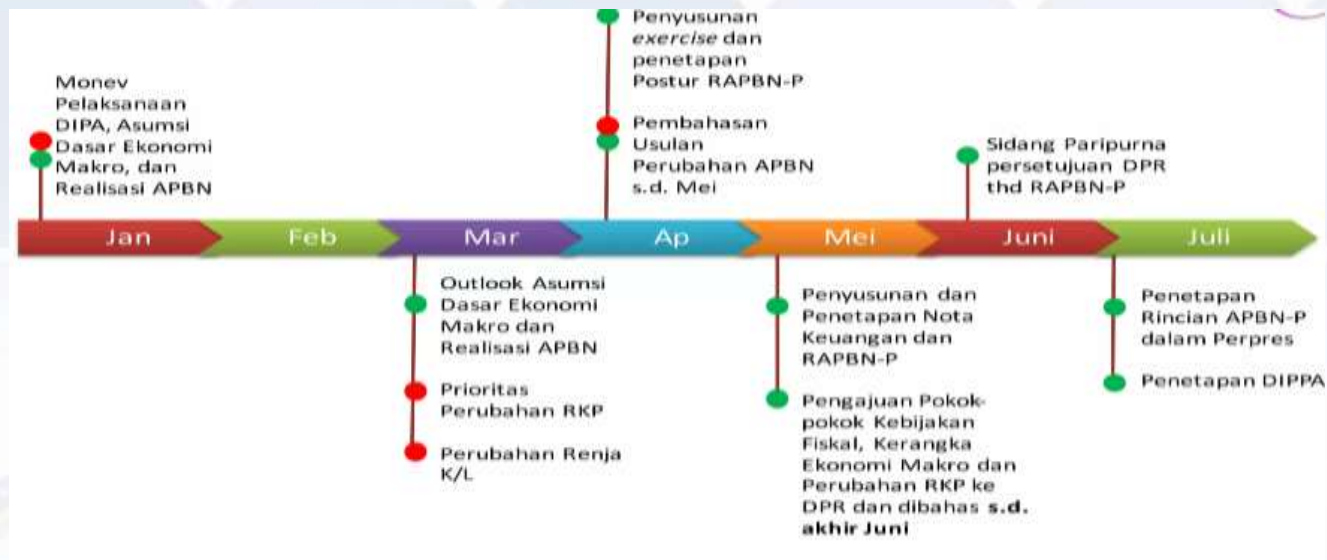 Monev
Pelaksanaan
DIPA, Asumsi
Dasar Ekonomi
Makro, dan
Realisasi APBN
Penyusunan
exercise dan
penetapan
Postur RAPBN-P
Pembahasan
Usulan
Perubahan APBN
s.d. Mei
Sidang Paripurna
persetujuan DPR
thd RAPBN-P
Jan
Feb
Mar
Ap
Mei
Juni
Juli
Outlook Asumsi
Dasar Ekonomi
Makro dan
Realisasi APBN
Prioritas
Perubahan RKP
Perubahan Renja
K/L
Penyusunan dan
Penetapan Nota
Keuangan dan
RAPBN-P
Pengajuan Pokok-
pokok Kebijakan
Fiskal, Kerangka
Ekonomi Makro dan
Perubahan RKP ke
DPR dan dibahas s.d.
akhir Juni
Penetapan
Rincian APBN-P
dalam Perpres
Penetapan DIPPA